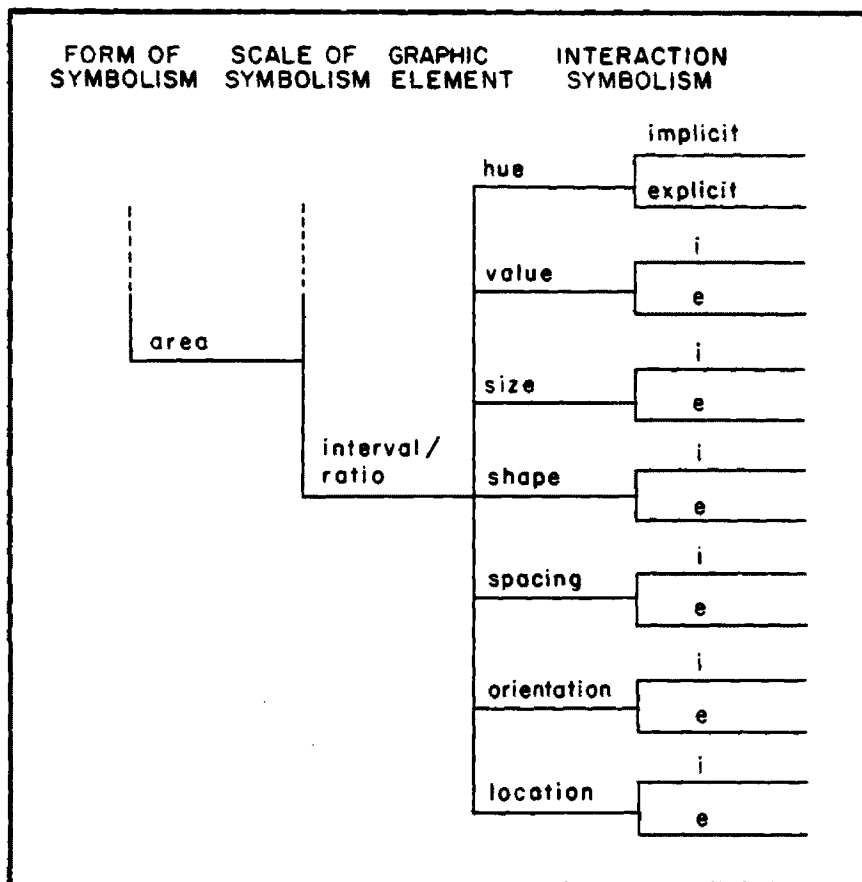 FORM OF SYMBOLISM
SCALE OF SYMBOLISM
GRAPHIC ELEMENT
INTERACTION SYMBOLISM
implicit
hue
explicit
i
value
e
area
i
size
e
interval/
ratio
i
shape
e
i
spacing
e
i
orientation
e
i
location
e